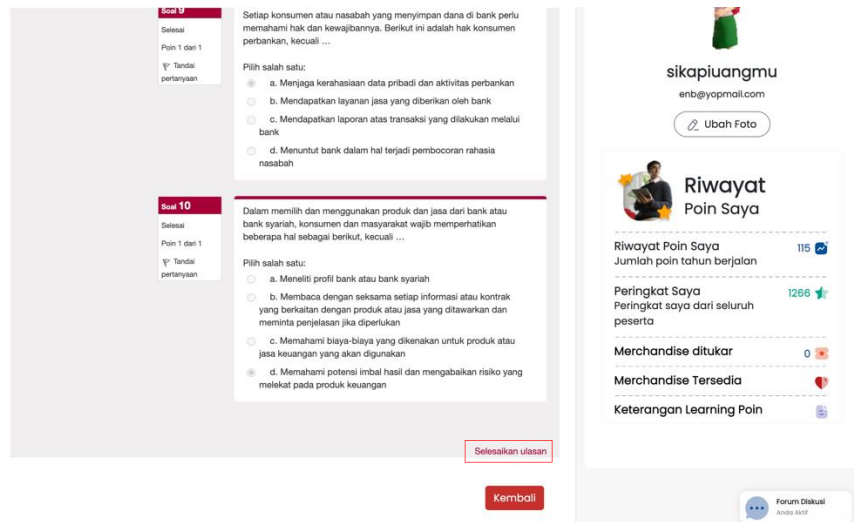 Soal 9
Selesai
Poin 1 dari 1
Tandai
pertanyaan
Setiap konsumen atau nasabah yang menyimpan dana di bank perlu
memahami hak dan kewajibannya. Berikut ini adalah hak konsumen
perbankan, kecuali …
Pilih salah satu:
a. Menjaga kerahasiaan data pribadi dan aktivitas perbankan
b. Mendapatkan layanan jasa yang diberikan oleh bank
c. Mendapatkan laporan atas transaksi yang dilakukan melalui
bank
d. Menuntut bank dalam hal terjadi pembocoran rahasia
nasabah
Soal 10
Selesai
Poin 1 dari 1
Tandai
pertanyaan
Dalam memilih dan menggunakan produk dan jasa dari bank atau
bank syariah, konsumen dan masyarakat wajib memperhatikan
beberapa hal sebagai berikut, kecuali …
Pilih salah satu:
a. Meneliti profil bank atau bank syariah
b. Membaca dengan seksama setiap informasi atau kontrak
yang berkaitan dengan produk atau jasa yang ditawarkan dan
meminta penjelasan jika diperlukan
c. Memahami biaya-biaya yang dikenakan untuk produk atau
jasa keuangan yang akan digunakan
d. Memahami potensi imbal hasil dan mengabaikan risiko yang
melekat pada produk keuangan
Selesaikan ulasan
Kembali
sikapiuangmu
enb@yopmail.com
Ubah Foto
Riwayat
Poin Saya
Riwayat Poin Saya 115
Jumlah poin tahun berjalan
Peringkat Saya 1266
Peringkat saya dari seluruh
peserta
Merchandise ditukar 0
Merchandise Tersedia
Keterangan Learning Poin
Forum Diskusi
Anda Aktif